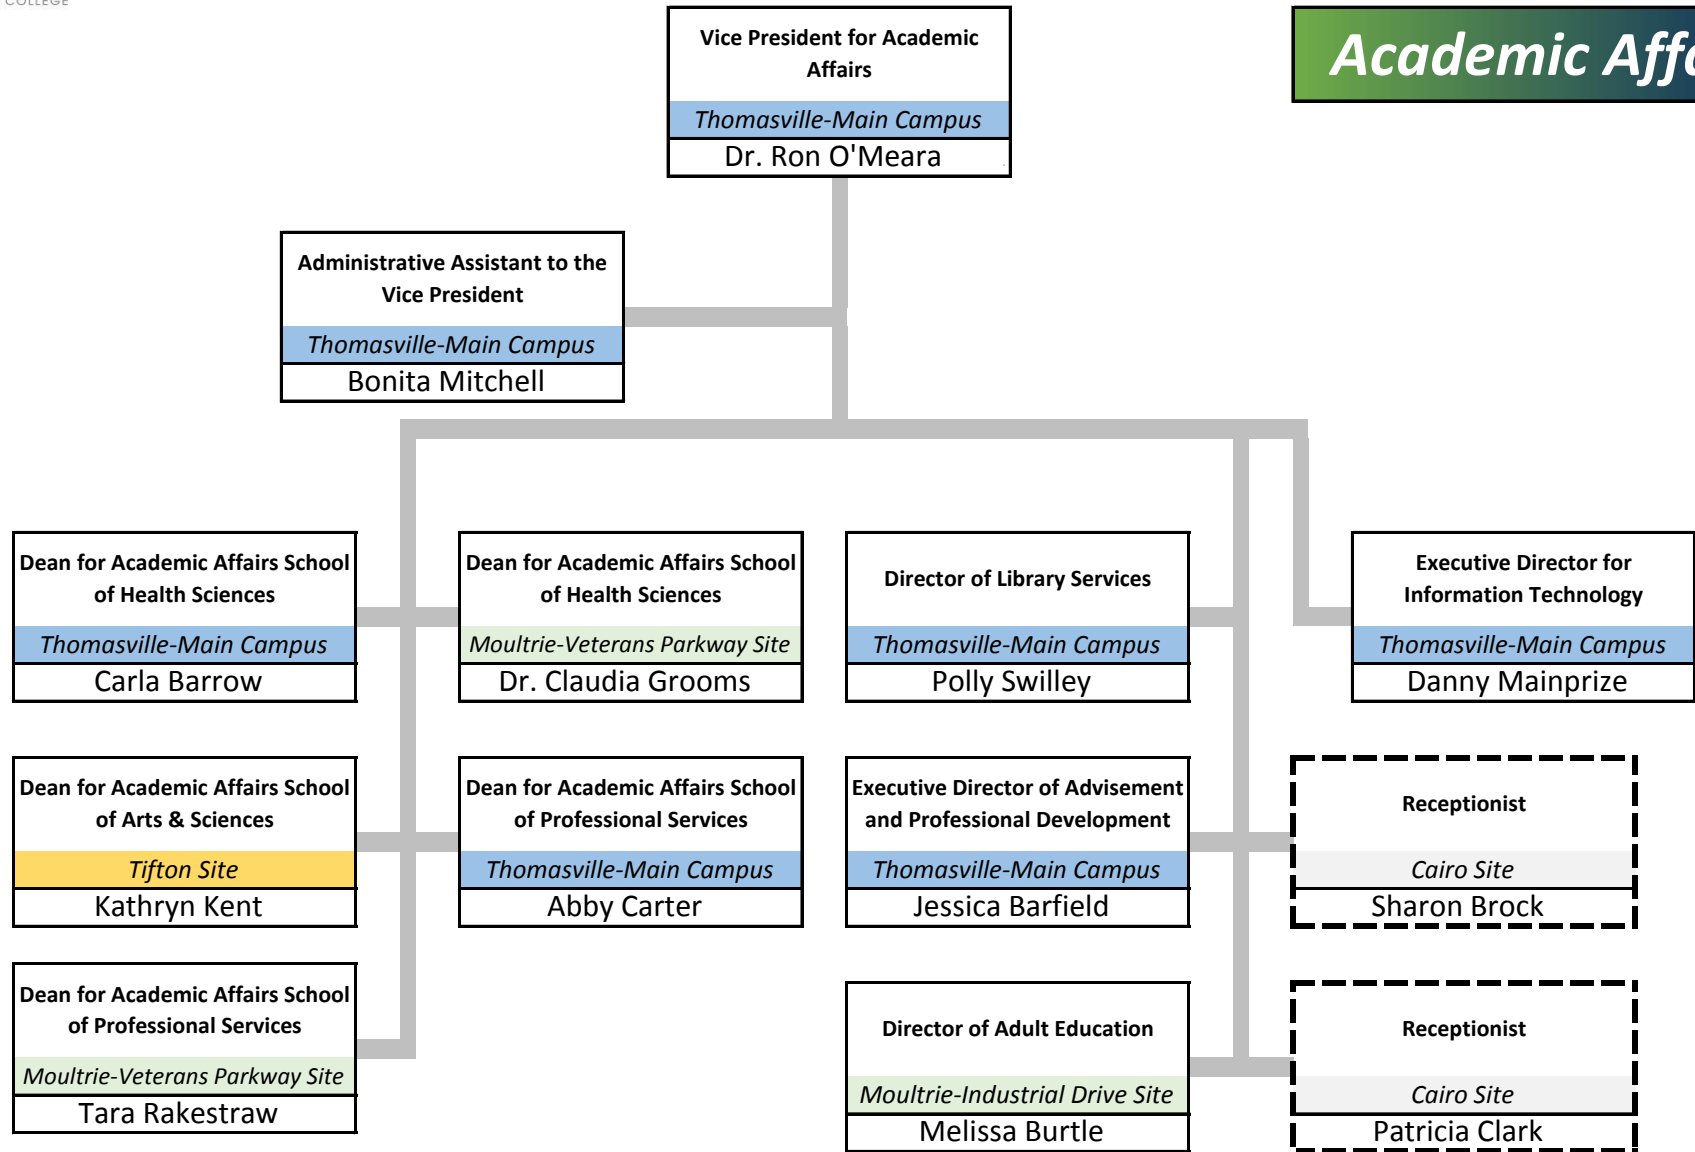 COLLEGE
Vice President for Academic
Affairs
Thomasville-Main Campus
Dr. Ron O'Meara
Academic
Administrative Assistant to the
Vice President
Thomasville-Main Campus
Bonita Mitchell
Dean for Academic Affairs School
of Health Sciences
Thomasville-Main Campus
Carla Barrow
Dean for Academic Affairs School
of Health Sciences
Moultrie-Veterans Parkway Site
Dr. Claudia Grooms
Director of Library Services
Thomasville-Main Campus
Polly Swilley
Executive Director for
Information Technology
Thomasville-Main Campus
Danny Mainprize
Dean for Academic Affairs School
of Arts & Sciences
Tifton Site
Kathryn Kent
Dean for Academic Affairs School
of Professional Services
Thomasville-Main Campus
Abby Carter
Executive Director of Advisement
and Professional Development
Thomasville-Main Campus
Jessica Barfield
Receptionist
Cairo Site
Sharon Brock
Dean for Academic Affairs School
of Professional Services
Moultrie-Veterans Parkway Site
Tara Rakestraw
Director of Adult Education
Moultrie-Industrial Drive Site
Melissa Burtle
Receptionist
Cairo Site
Patricia Clark